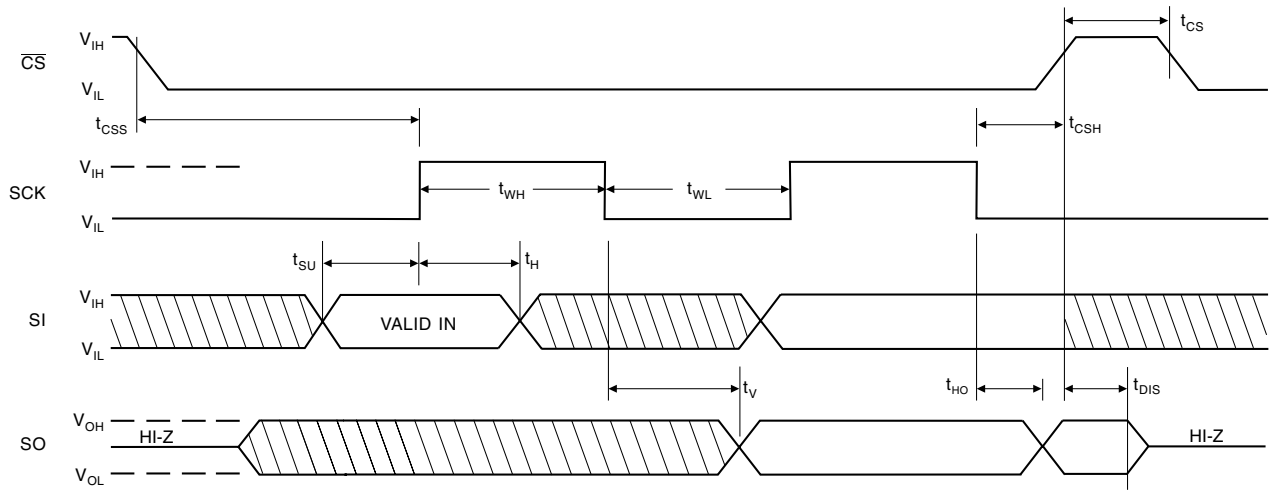 t_CS
V_IH
C̅S̅
V_IL
t_CSS
t_CSH
V_IH
SCK
t_WH
t_WL
V_IL
t_SU
t_H
V_IH
SI
VALID IN
V_IL
t_V
t_HO
t_DIS
V_OH
SO
HI-Z
HI-Z
V_OL